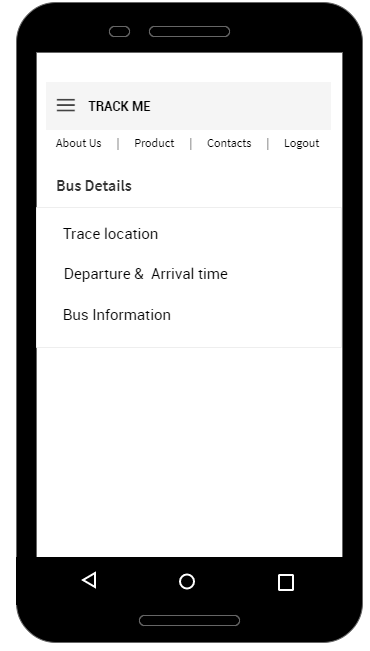 TRACK ME
About Us | Product | Contacts | Logout
Bus Details
Trace location
Departure &  Arrival time
Bus Information